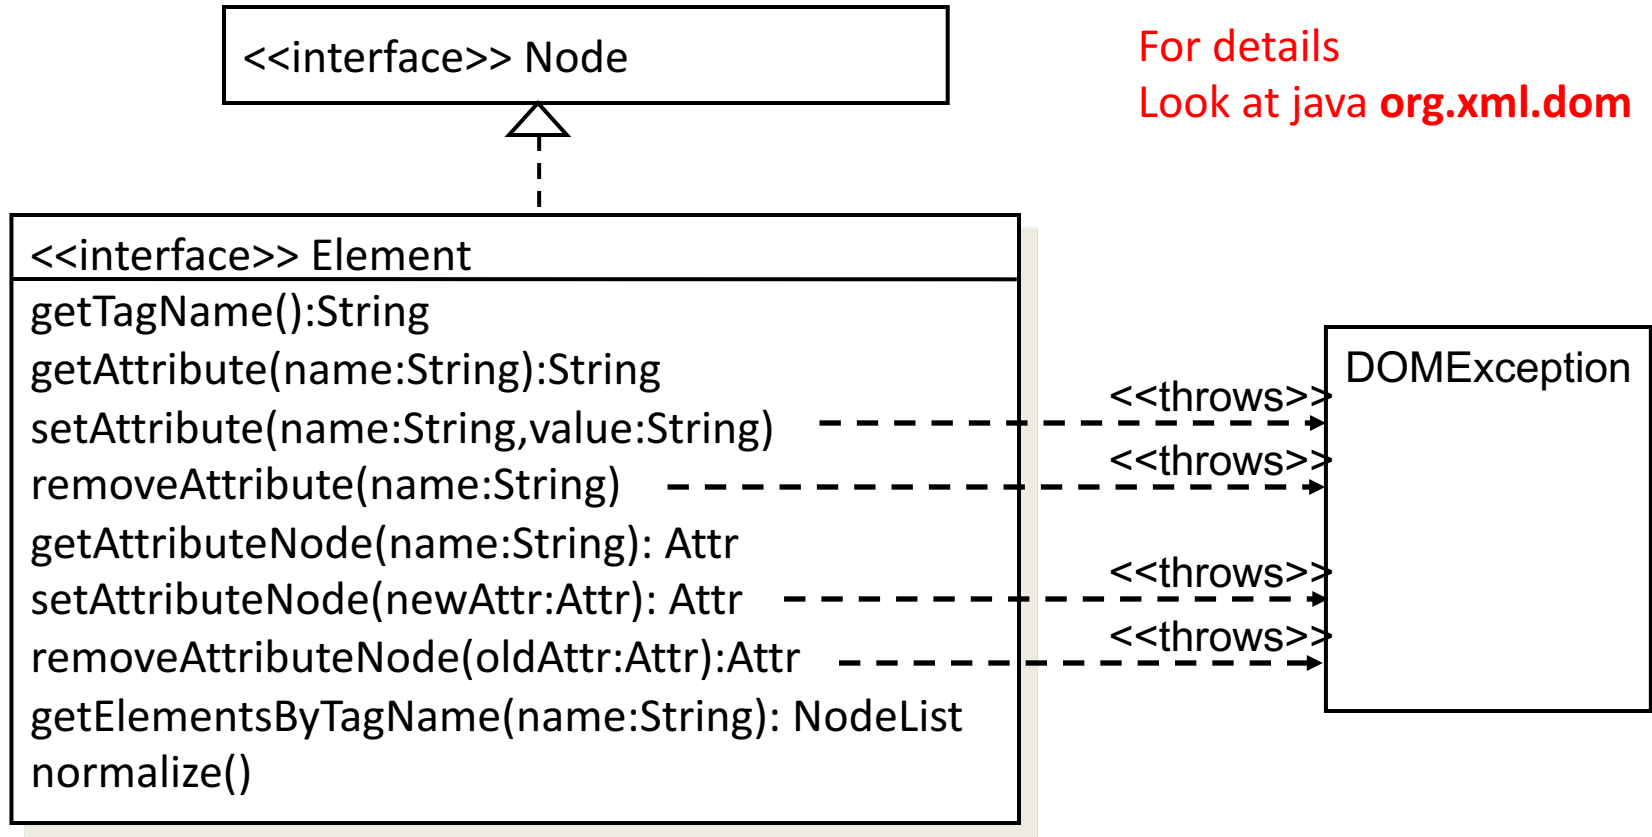 <<interface>> Node
For details
Look at java org.xml.dom
<<interface>> Element
getTagName():String
getAttribute(name:String):String
setAttribute(name:String,value:String)
removeAttribute(name:String)
getAttributeNode(name:String): Attr
setAttributeNode(newAttr:Attr): Attr
removeAttributeNode(oldAttr:Attr):Attr
getElementsByTagName(name:String): NodeList
normalize()
<<throws>>
<<throws>>
<<throws>>
<<throws>>
DOMException